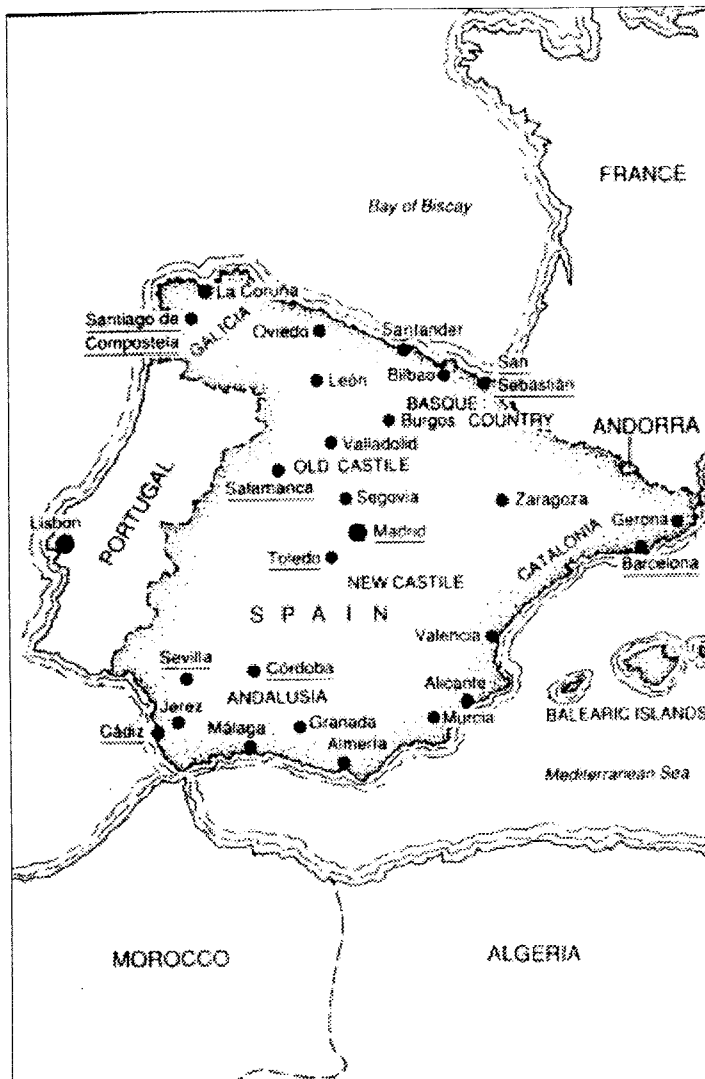 FRANCE
Bay of Biscay
La Coruña
Santiago de
Compostela
GALICIA
Oviedo
Santander
San
Sebastián
Bilbao
León
BASQUE
COUNTRY
Burgos
ANDORRA
Valladolid
OLD CASTILE
Salamanca
Segovia
Zaragoza
Gerona
PORTUGAL
Lisbon
Madrid
CATALONIA
Barcelona
Toledo
NEW CASTILE
SPAIN
Valencia
Sevilla
Córdoba
Alicante
ANDALUSIA
BALEARIC ISLANDS
Jerez
Cádiz
Málaga
Granada
Murcia
Almería
Mediterranean Sea
MOROCCO
ALGERIA